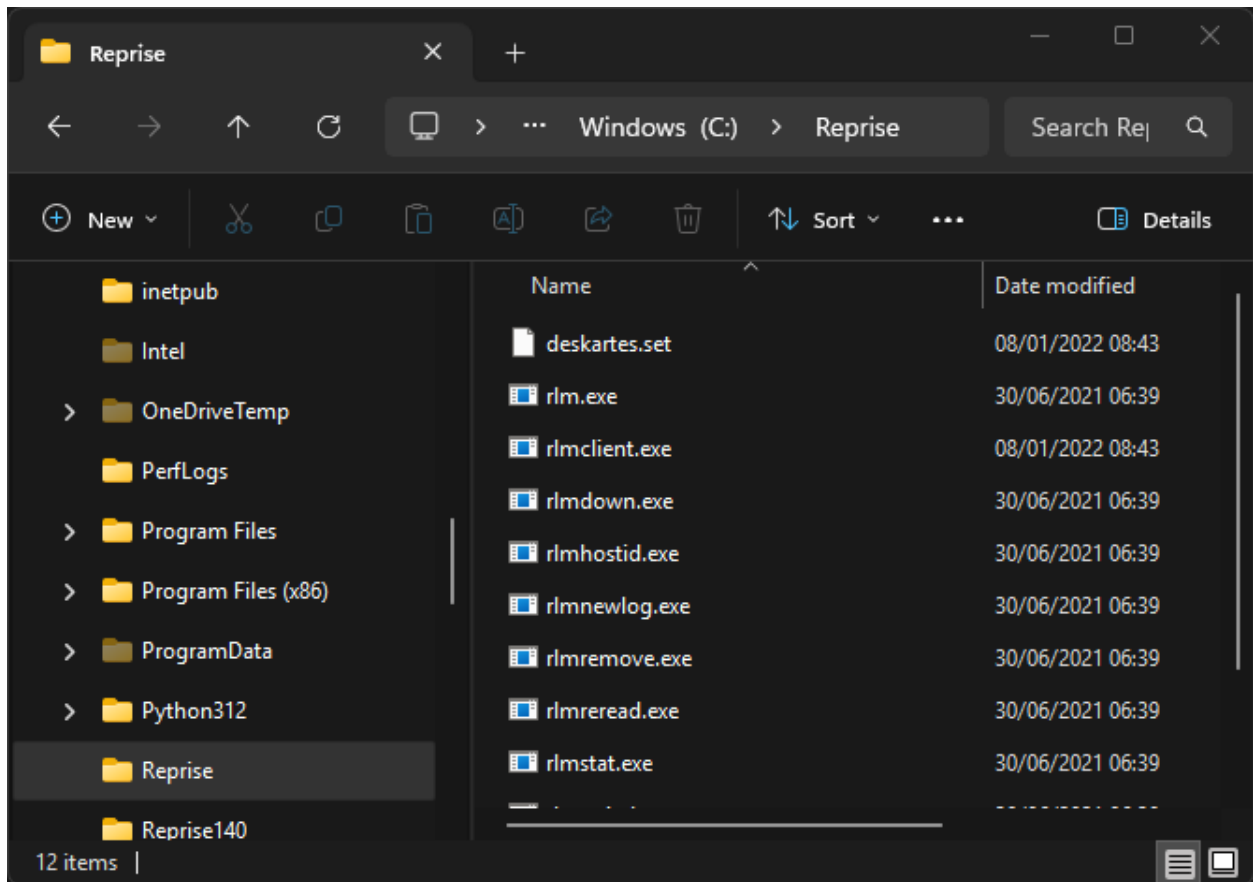 Reprise
Windows (C:) Reprise Search Re
New Sort Details
inetpub
Intel
OneDriveTemp
PerfLogs
Program Files
Program Files (x86)
ProgramData
Python312
Reprise
Reprise140
Name Date modified
deskartes.set 08/01/2022 08:43
rlm.exe 30/06/2021 06:39
rlmclient.exe 08/01/2022 08:43
rlmdown.exe 30/06/2021 06:39
rlmhostid.exe 30/06/2021 06:39
rlmnewlog.exe 30/06/2021 06:39
rlmremove.exe 30/06/2021 06:39
rlmreread.exe 30/06/2021 06:39
rlmstat.exe 30/06/2021 06:39
12 items